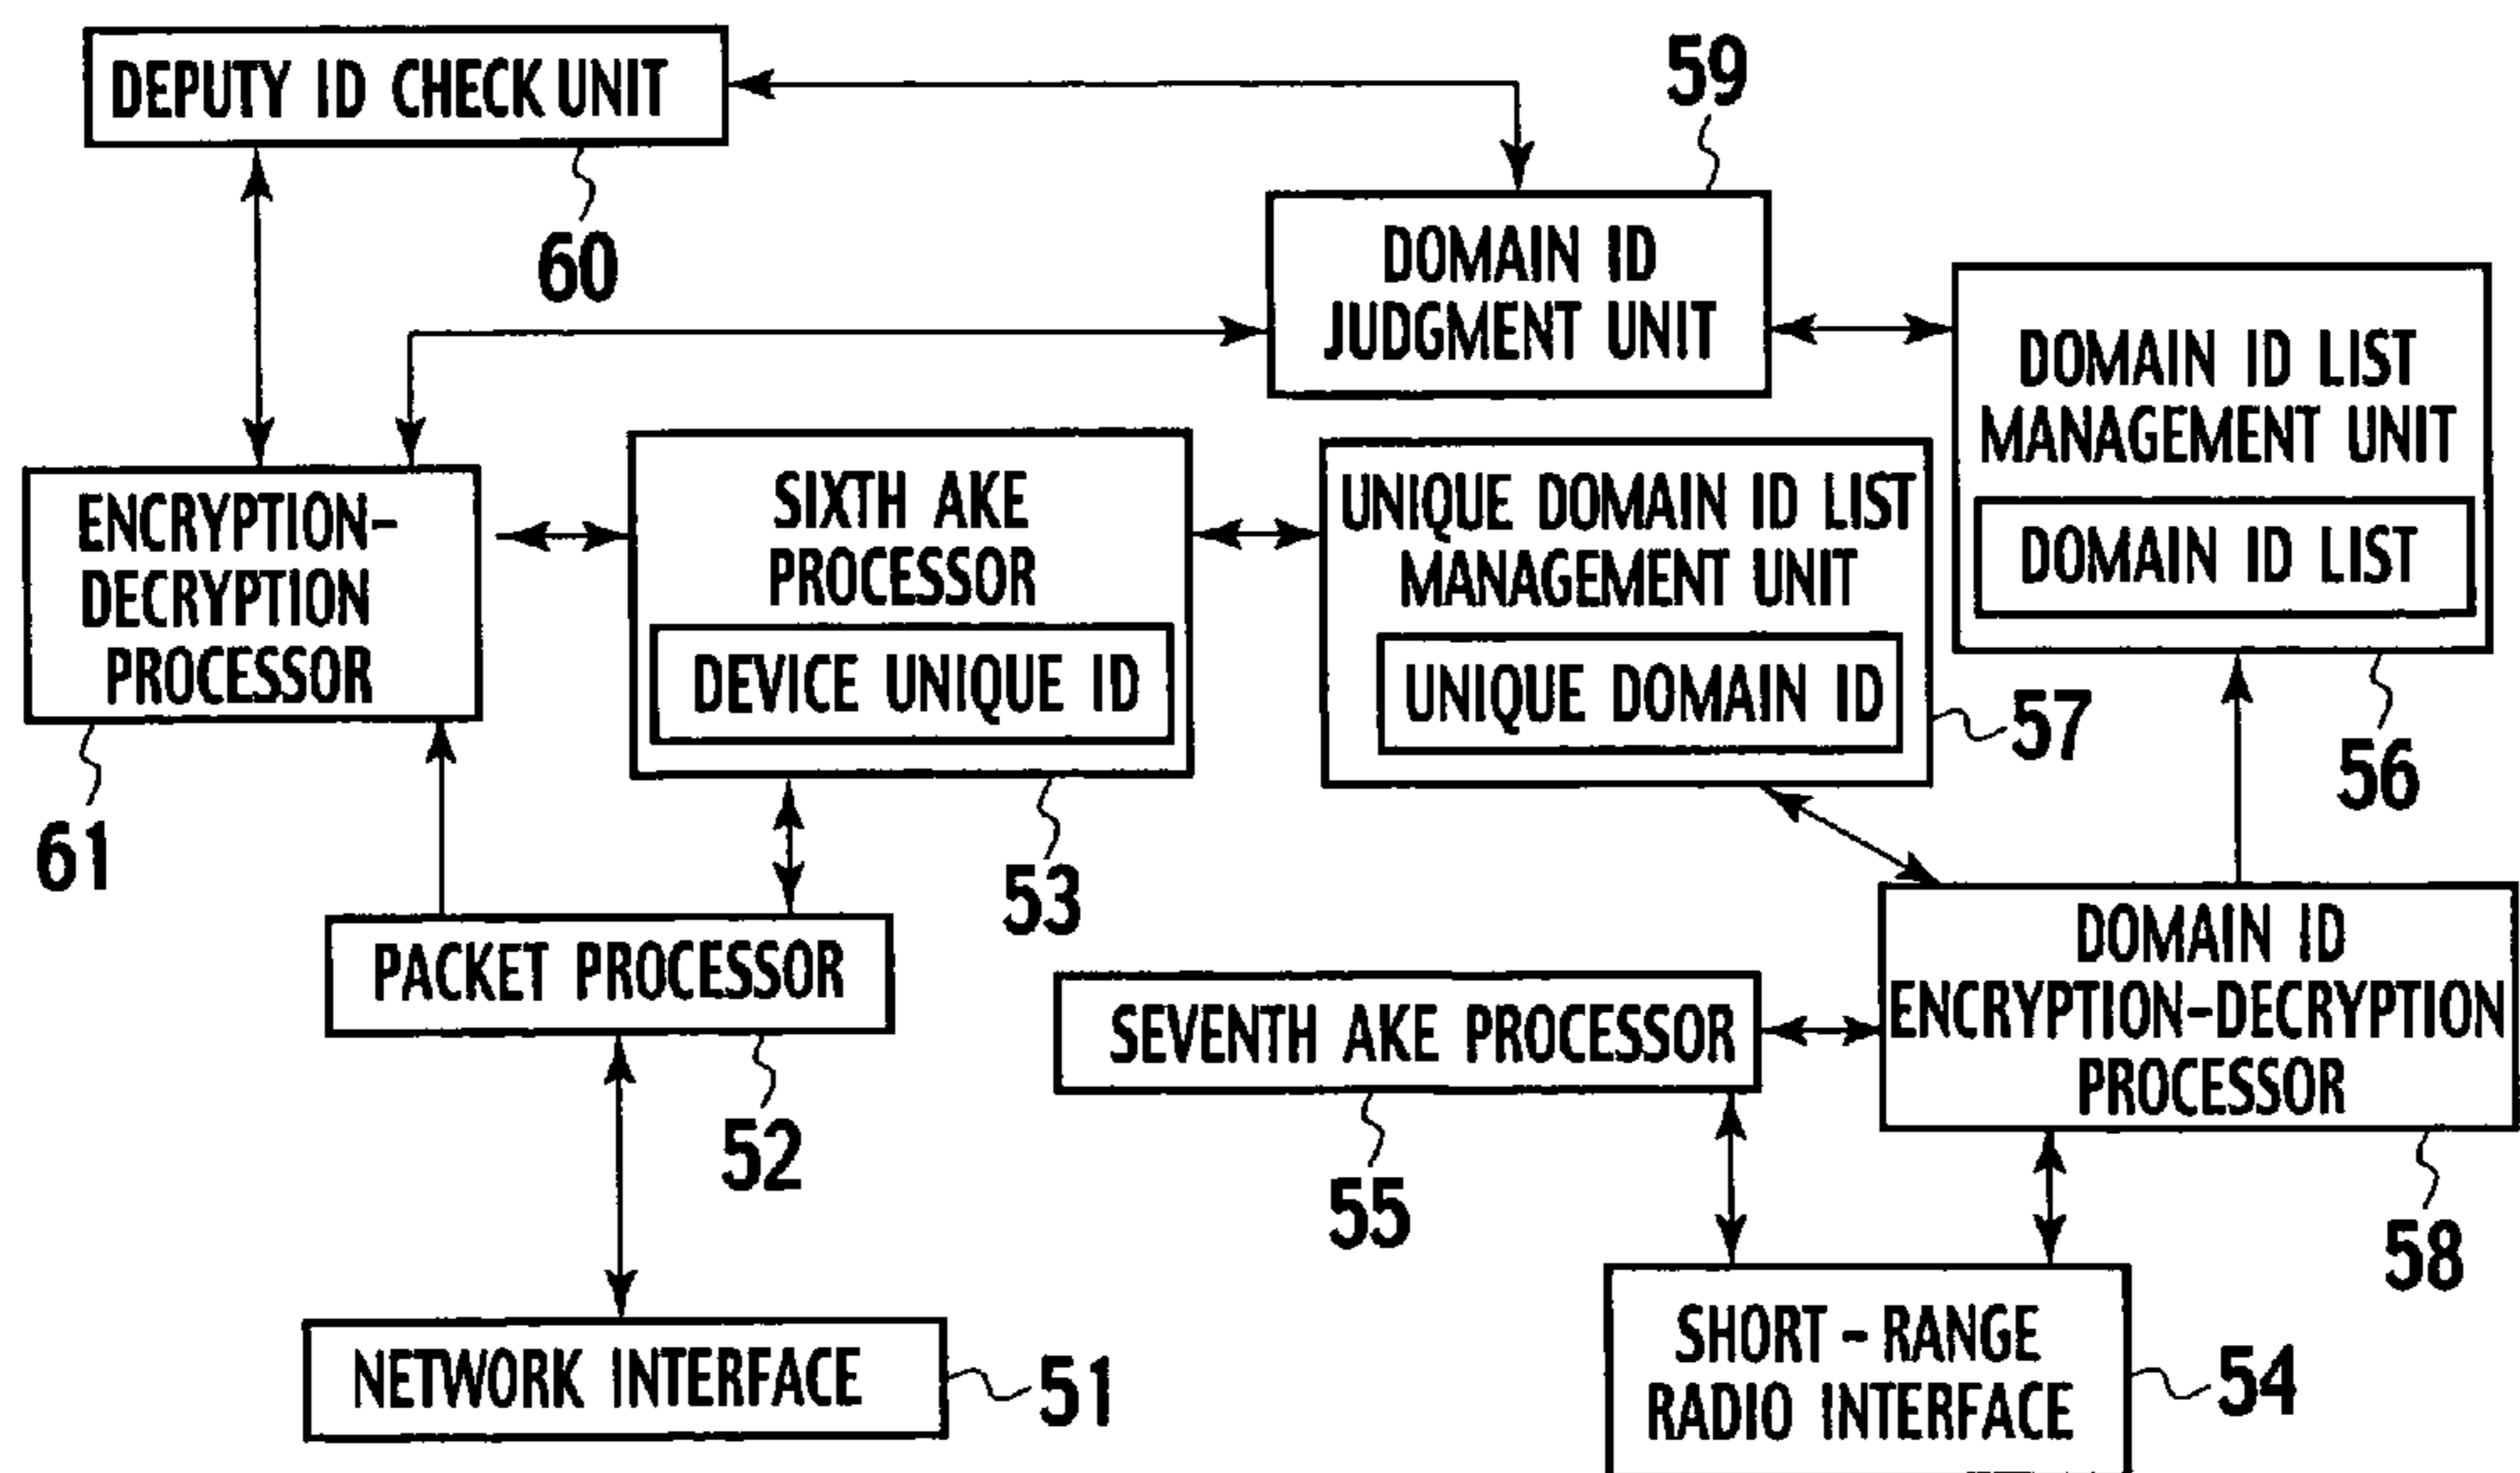 DEPUTY ID CHECK UNIT
60
59
DOMAIN ID
JUDGMENT UNIT
DOMAIN ID LIST
MANAGEMENT UNIT
DOMAIN ID LIST
56
ENCRYPTION-
DECRYPTION
PROCESSOR
61
SIXTH AKE
PROCESSOR
DEVICE UNIQUE ID
53
UNIQUE DOMAIN ID LIST
MANAGEMENT UNIT
UNIQUE DOMAIN ID
57
PACKET PROCESSOR
52
SEVENTH AKE PROCESSOR
55
DOMAIN ID
ENCRYPTION-DECRYPTION
PROCESSOR
58
NETWORK INTERFACE
51
SHORT-RANGE
RADIO INTERFACE
54